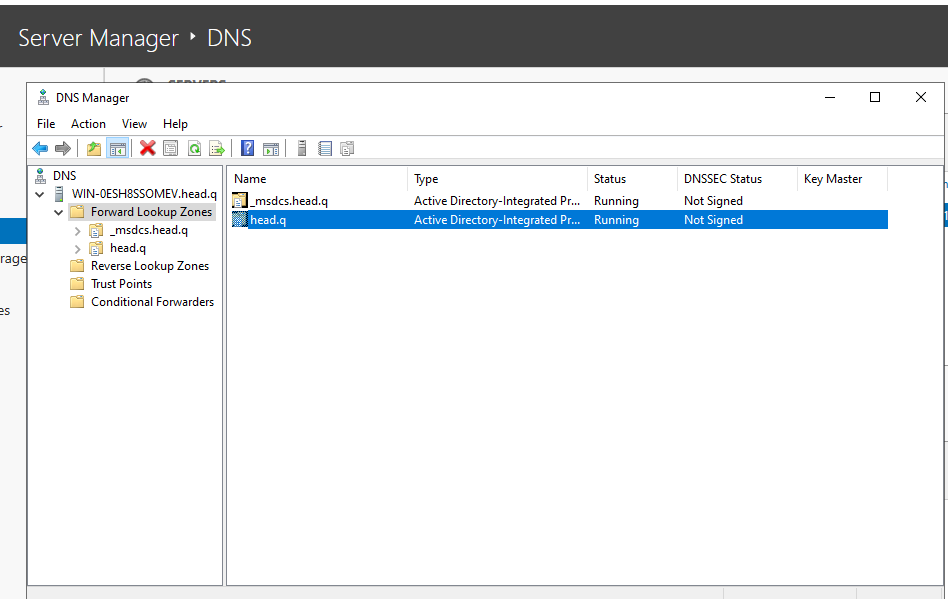 Server Manager ‣ DNS
DNS Manager
File Action View Help
DNS
WIN-0ESH8SSOMEV.head.q
Forward Lookup Zones
_msdcs.head.q
head.q
Reverse Lookup Zones
Trust Points
Conditional Forwarders
Name Type Status DNSSEC Status Key Master
_msdcs.head.q Active Directory-Integrated Pr... Running Not Signed
head.q Active Directory-Integrated Pr... Running Not Signed
rage
es